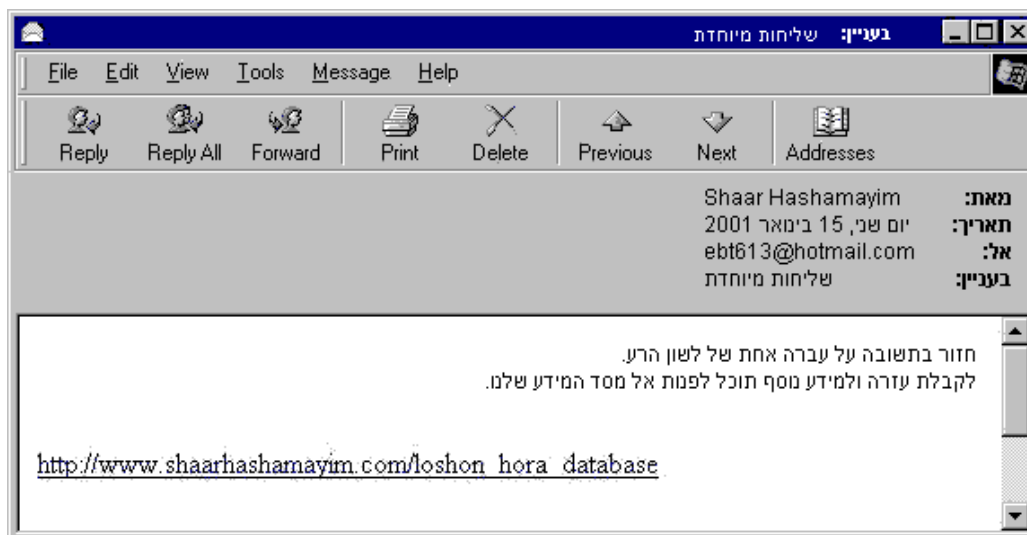 בעניין: שליחות מיוחדת
File Edit View Tools Message Help
Reply Reply All Forward Print Delete Previous Next Addresses
מאת: Shaar Hashamayim
תאריך: יום שני, 15 בינואר 2001
אל: ebt613@hotmail.com
בעניין: שליחות מיוחדת
חזור בתשובה על עברה אחת של לשון הרע.
לקבלת עזרה ולמידע נוסף תוכל לפנות אל מסד המידע שלנו.
http://www.shaarhashamayim.com/loshon_hora_database